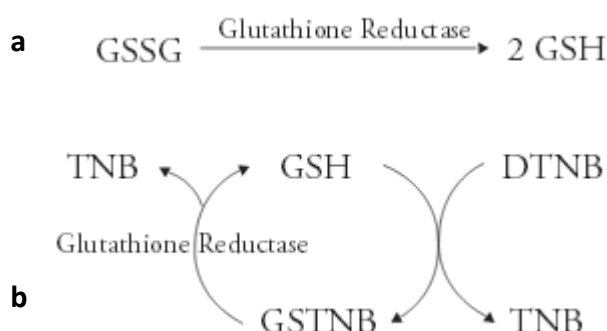 Glutathione Reductase
a GSSG 2 GSH
TNB GSH DTNB
Glutathione Reductase
b GSTNB TNB